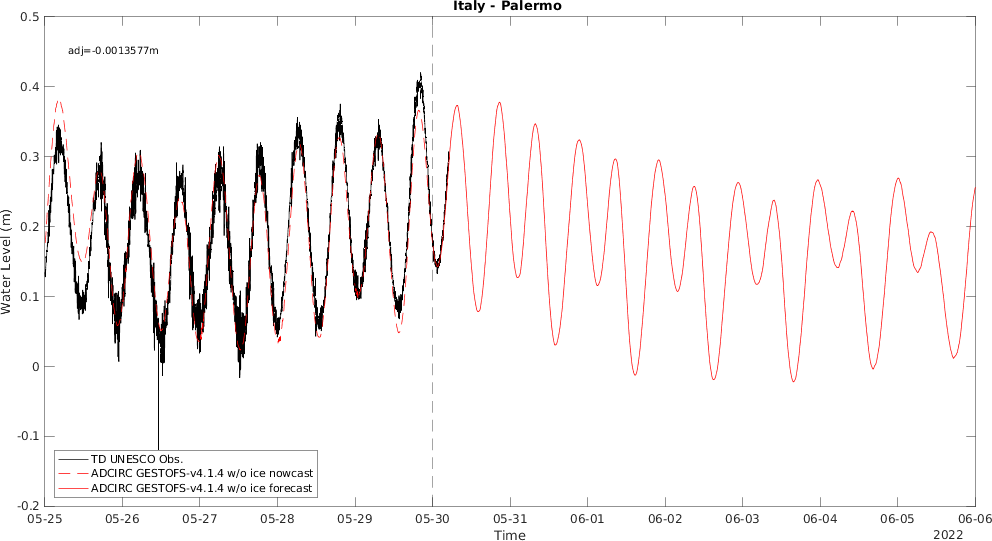 Italy - Palermo
adj=-0.0013577m
0.5
0.4
0.3
0.2
0.1
0
-0.1
-0.2
Water Level (m)
TD UNESCO Obs.
ADCIRC GESTOFS-v4.1.4 w/o ice nowcast
ADCIRC GESTOFS-v4.1.4 w/o ice forecast
05-25 05-26 05-27 05-28 05-29 05-30 05-31 06-01 06-02 06-03 06-04 06-05 06-06
Time
2022